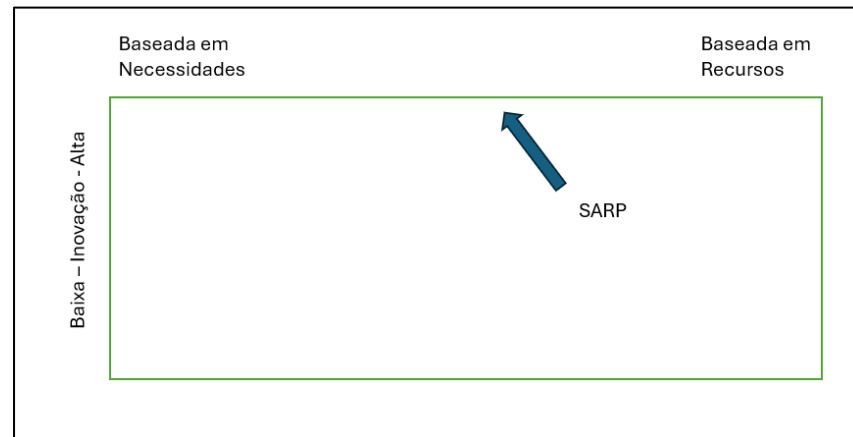 Baseada em
Necessidades
Baseada em
Recursos
Baixa – Inovação - Alta
SARP